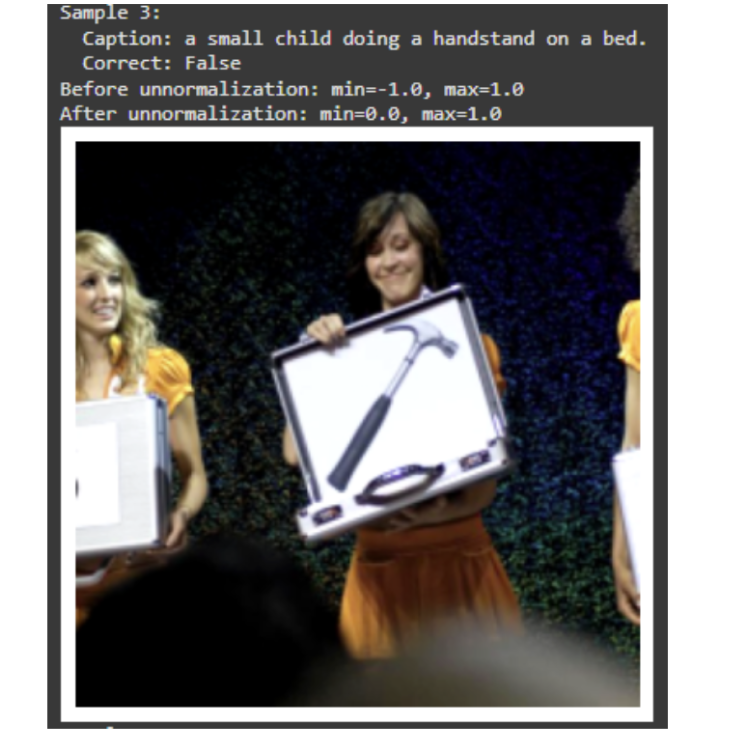 Sample 3:
Caption: a small child doing a handstand on a bed.
Correct: False
Before unnormalization: min=-1.0, max=1.0
After unnormalization: min=0.0, max=1.0